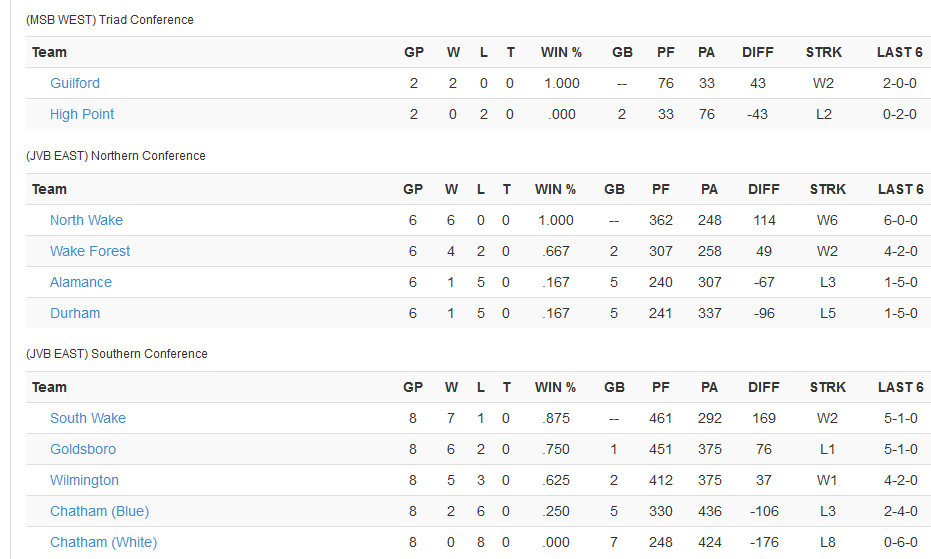 (MSB WEST) Triad Conference
Team GP W L T WIN % GB PF PA DIFF STRK LAST 6
Guilford 2 2 0 0 1.000 -- 76 33 43 W2 2-0-0
High Point 2 0 2 0 .000 2 33 76 -43 L2 0-2-0
(JVB EAST) Northern Conference
Team GP W L T WIN % GB PF PA DIFF STRK LAST 6
North Wake 6 6 0 0 1.000 -- 362 248 114 W6 6-0-0
Wake Forest 6 4 2 0 .667 2 307 258 49 W2 4-2-0
Alamance 6 1 5 0 .167 5 240 307 -67 L3 1-5-0
Durham 6 1 5 0 .167 5 241 337 -96 L5 1-5-0
(JVB EAST) Southern Conference
Team GP W L T WIN % GB PF PA DIFF STRK LAST 6
South Wake 8 7 1 0 .875 -- 461 292 169 W2 5-1-0
Goldsboro 8 6 2 0 .750 1 451 375 76 L1 5-1-0
Wilmington 8 5 3 0 .625 2 412 375 37 W1 4-2-0
Chatham (Blue) 8 2 6 0 .250 5 330 436 -106 L3 2-4-0
Chatham (White) 8 0 8 0 .000 7 248 424 -176 L8 0-6-0